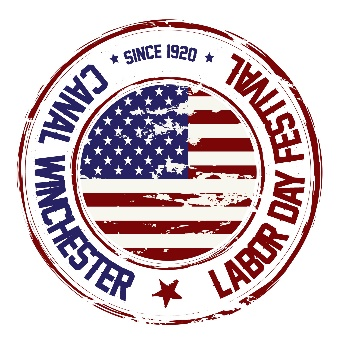 SINCE 1920
CANAL WINCHESTER
LABOR DAY FESTIVAL